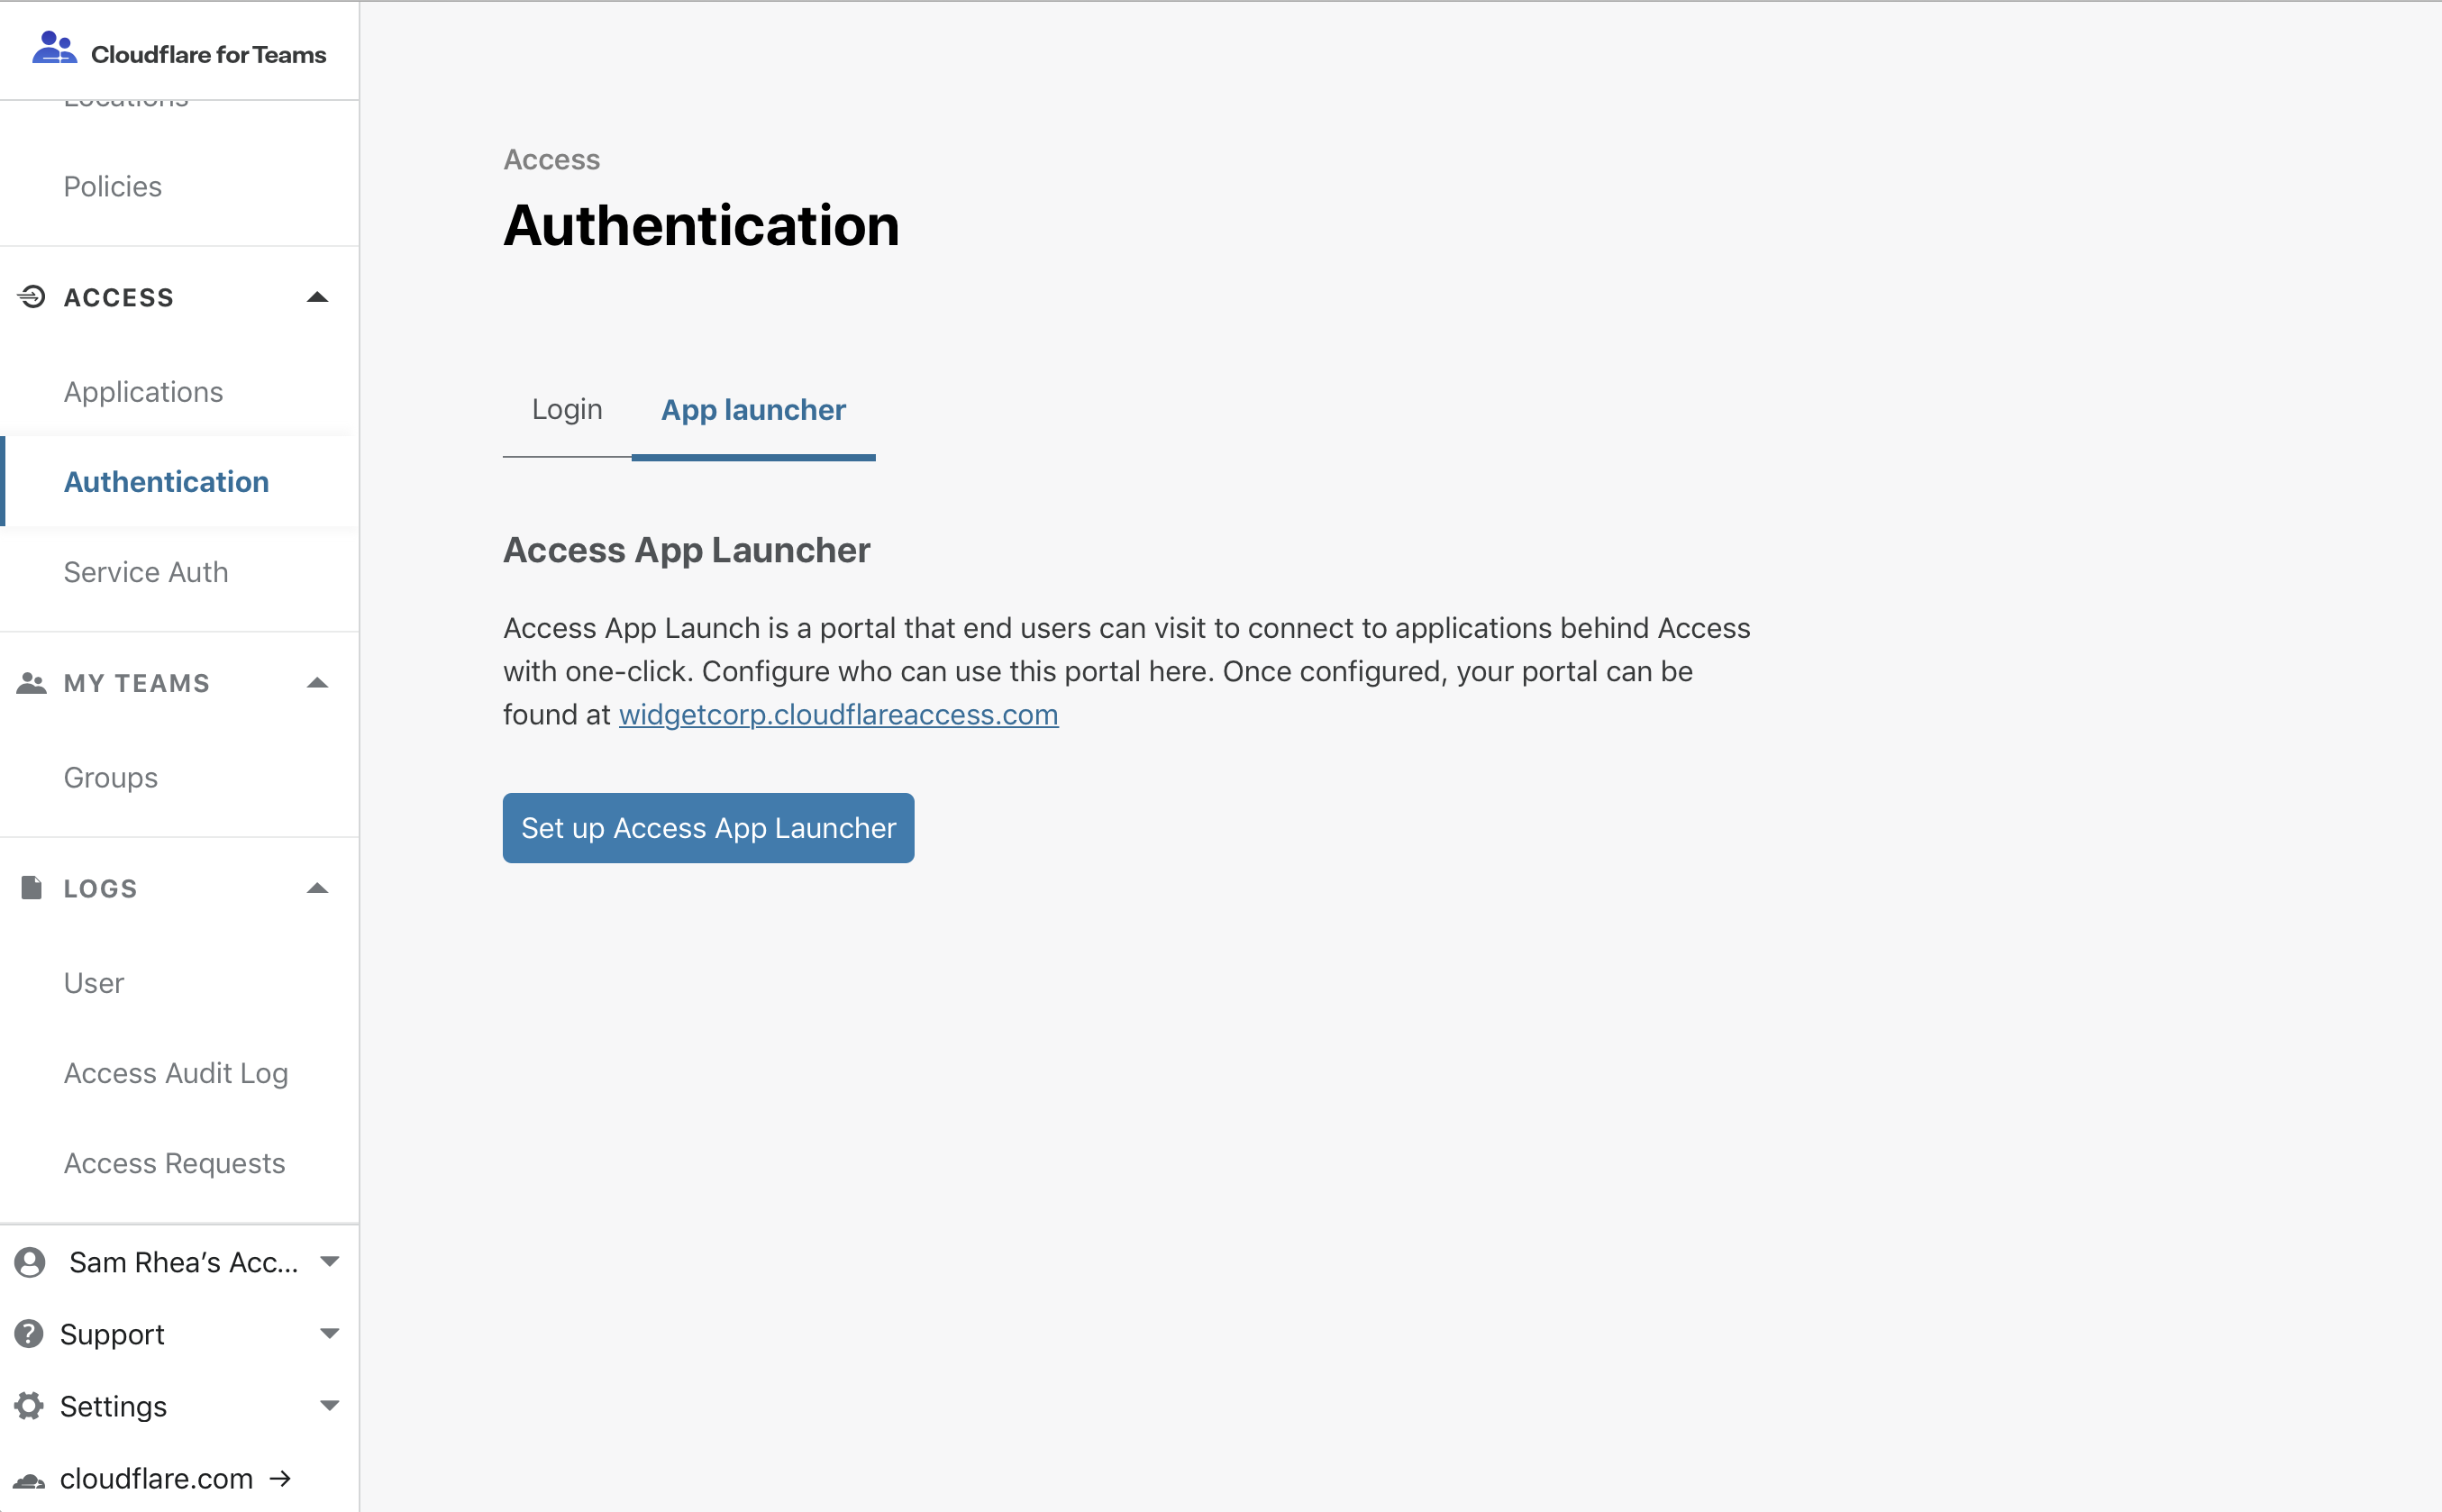 Cloudflare for Teams
Locations
Policies
ACCESS
Applications
Authentication
Service Auth
MY TEAMS
Groups
LOGS
User
Access Audit Log
Access Requests
Sam Rhea’s Acc...
Support
Settings
cloudflare.com →
Access
Authentication
Login
App launcher
Access App Launcher
Access App Launch is a portal that end users can visit to connect to applications behind Access
with one-click. Configure who can use this portal here. Once configured, your portal can be
found at widgetcorp.cloudflareaccess.com
Set up Access App Launcher